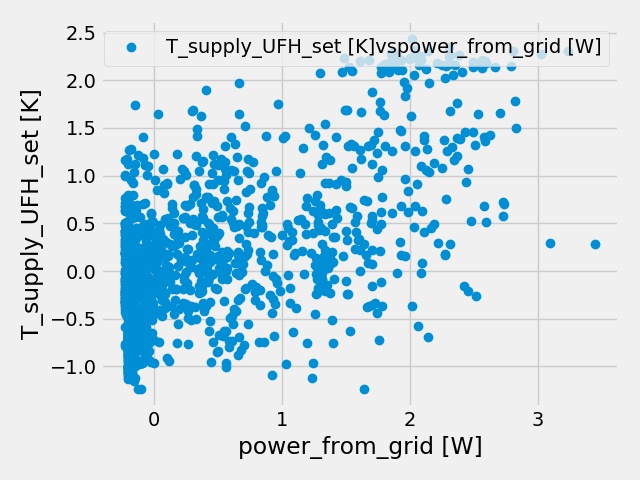 T_supply_UFH_set [K]vspower_from_grid [W]
2.5
2.0
1.5
1.0
0.5
0.0
−0.5
−1.0
T_supply_UFH_set [K]
0 1 2 3
power_from_grid [W]